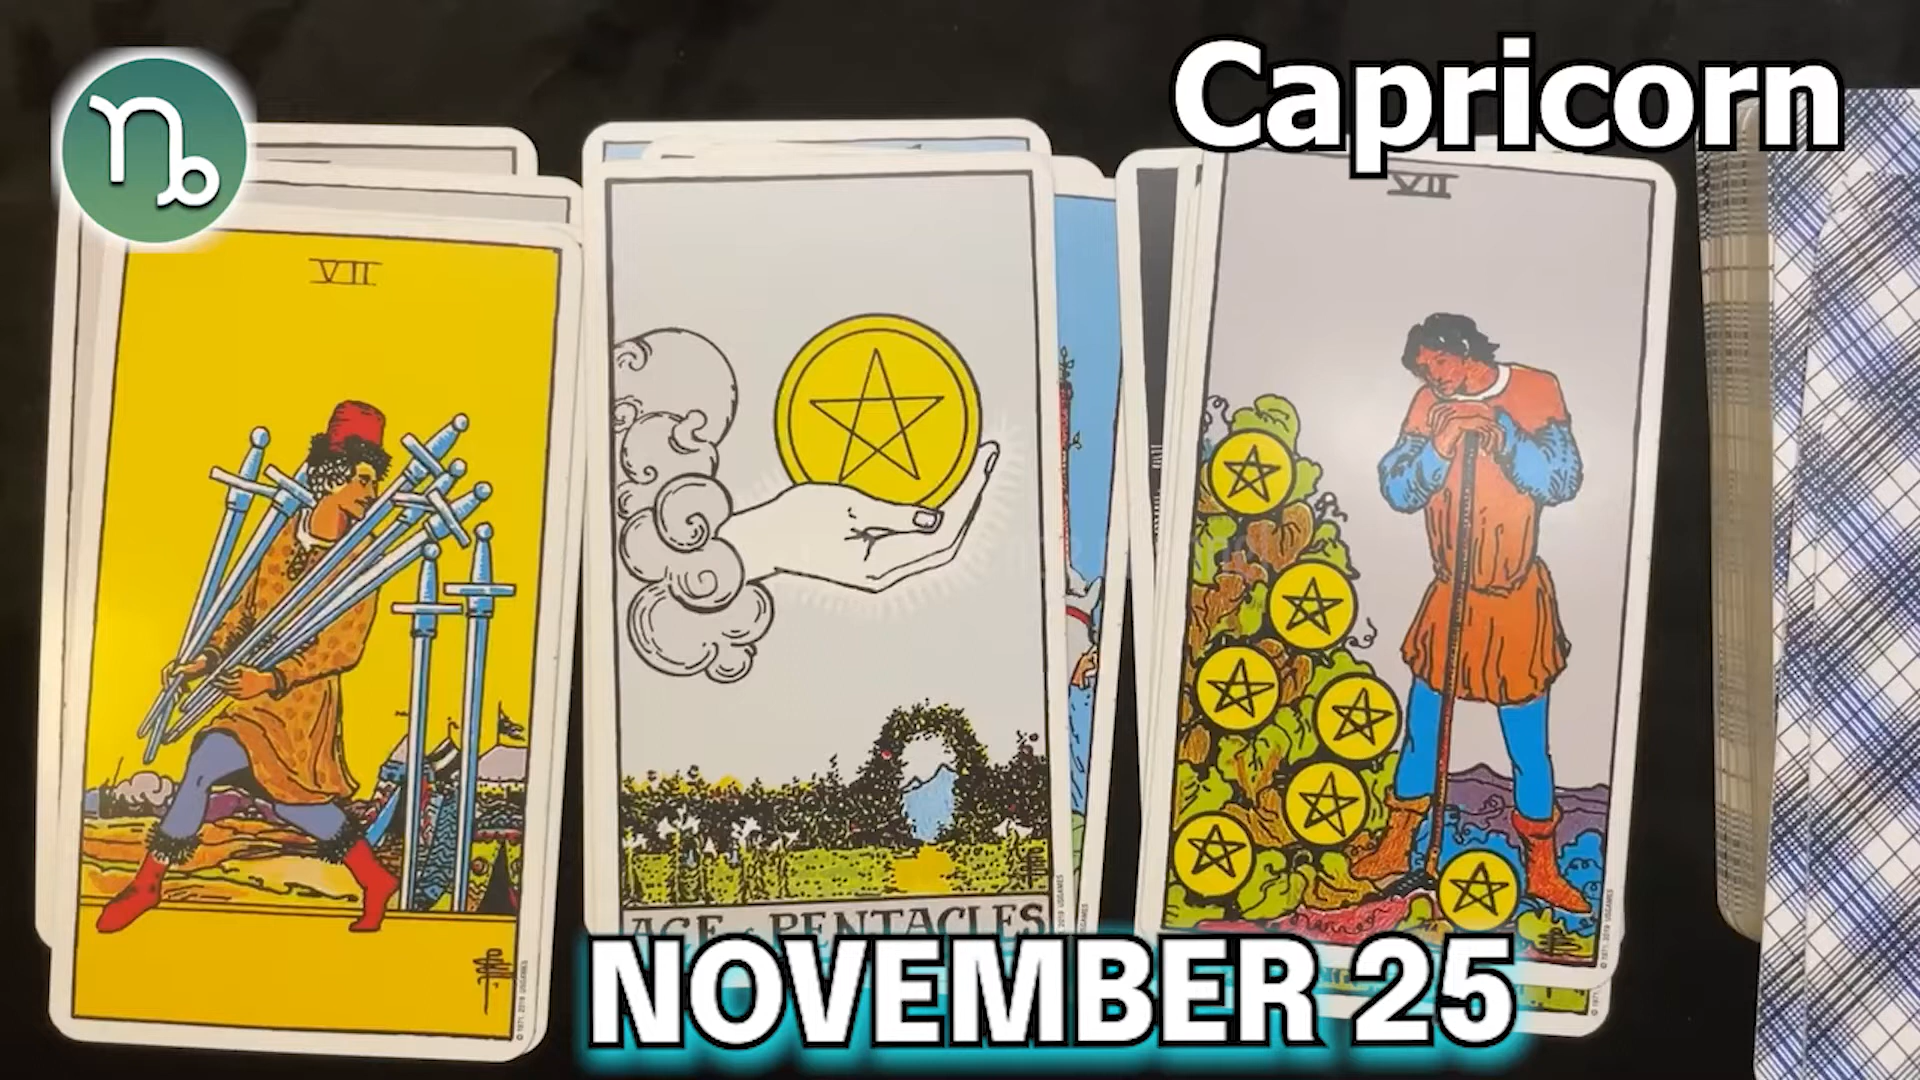 Capricorn
VII
VII
ACE of PENTACLES
NOVEMBER 25